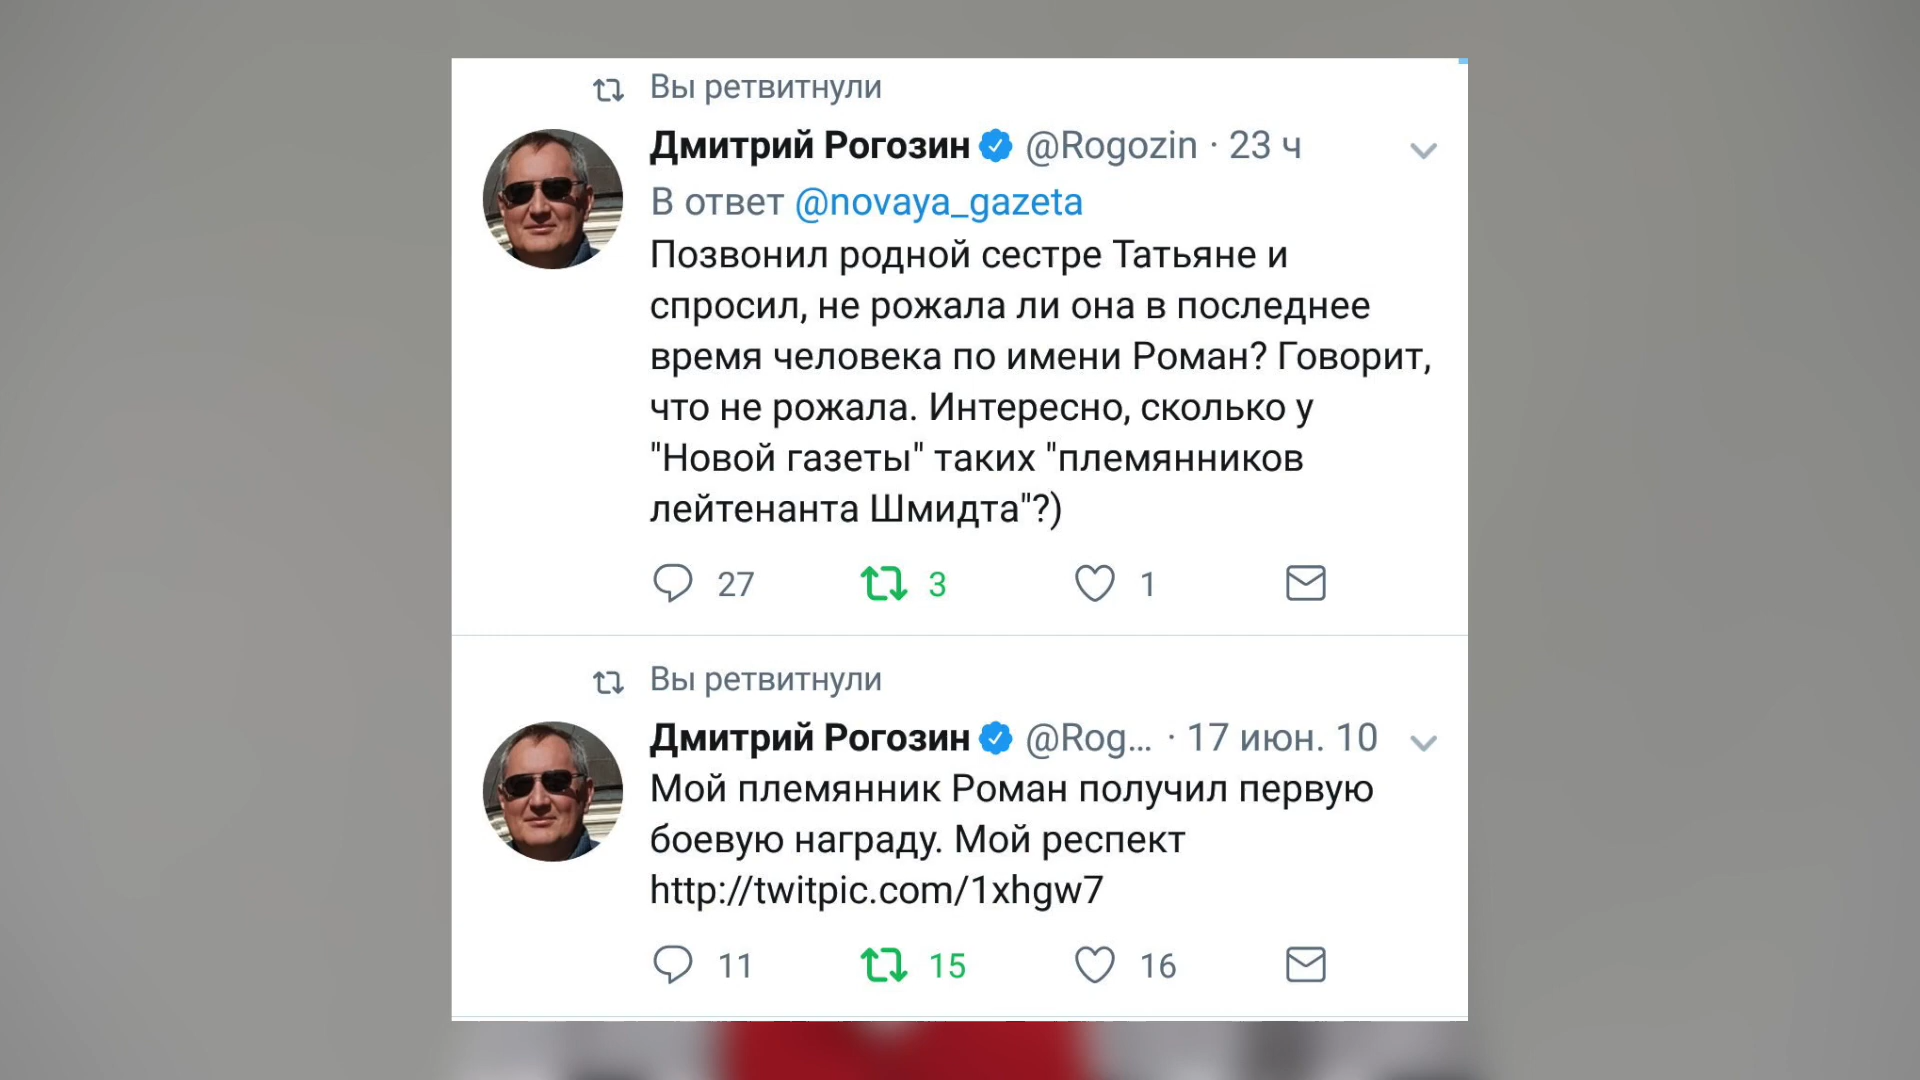 Вы ретвитнули
Дмитрий Рогозин @Rogozin · 23 ч
В ответ @novaya_gazeta
Позвонил родной сестре Татьяне и
спросил, не рожала ли она в последнее
время человека по имени Роман? Говорит,
что не рожала. Интересно, сколько у
"Новой газеты" таких "племянников
лейтенанта Шмидта"?)
27 3 1
Вы ретвитнули
Дмитрий Рогозин @Rog... · 17 июн. 10
Мой племянник Роман получил первую
боевую награду. Мой респект
http://twitpic.com/1xhgw7
11 15 16